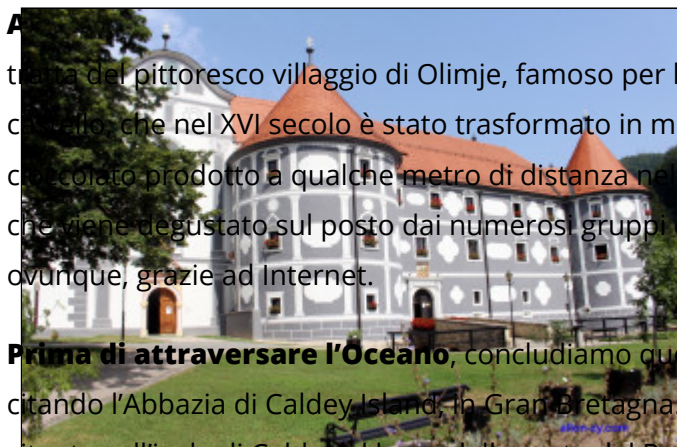 A
tratta del pittoresco villaggio di Olimje, famoso per l
castello, che nel XVI secolo è stato trasformato in m
cioccolato prodotto a qualche metro di distanza nel
che viene degustato sul posto dai numerosi gruppi
ovunque, grazie ad Internet.
Prima di attraversare l’Oceano, concludiamo que
citando l’Abbazia di Caldey Island, in Gran Bretagna.